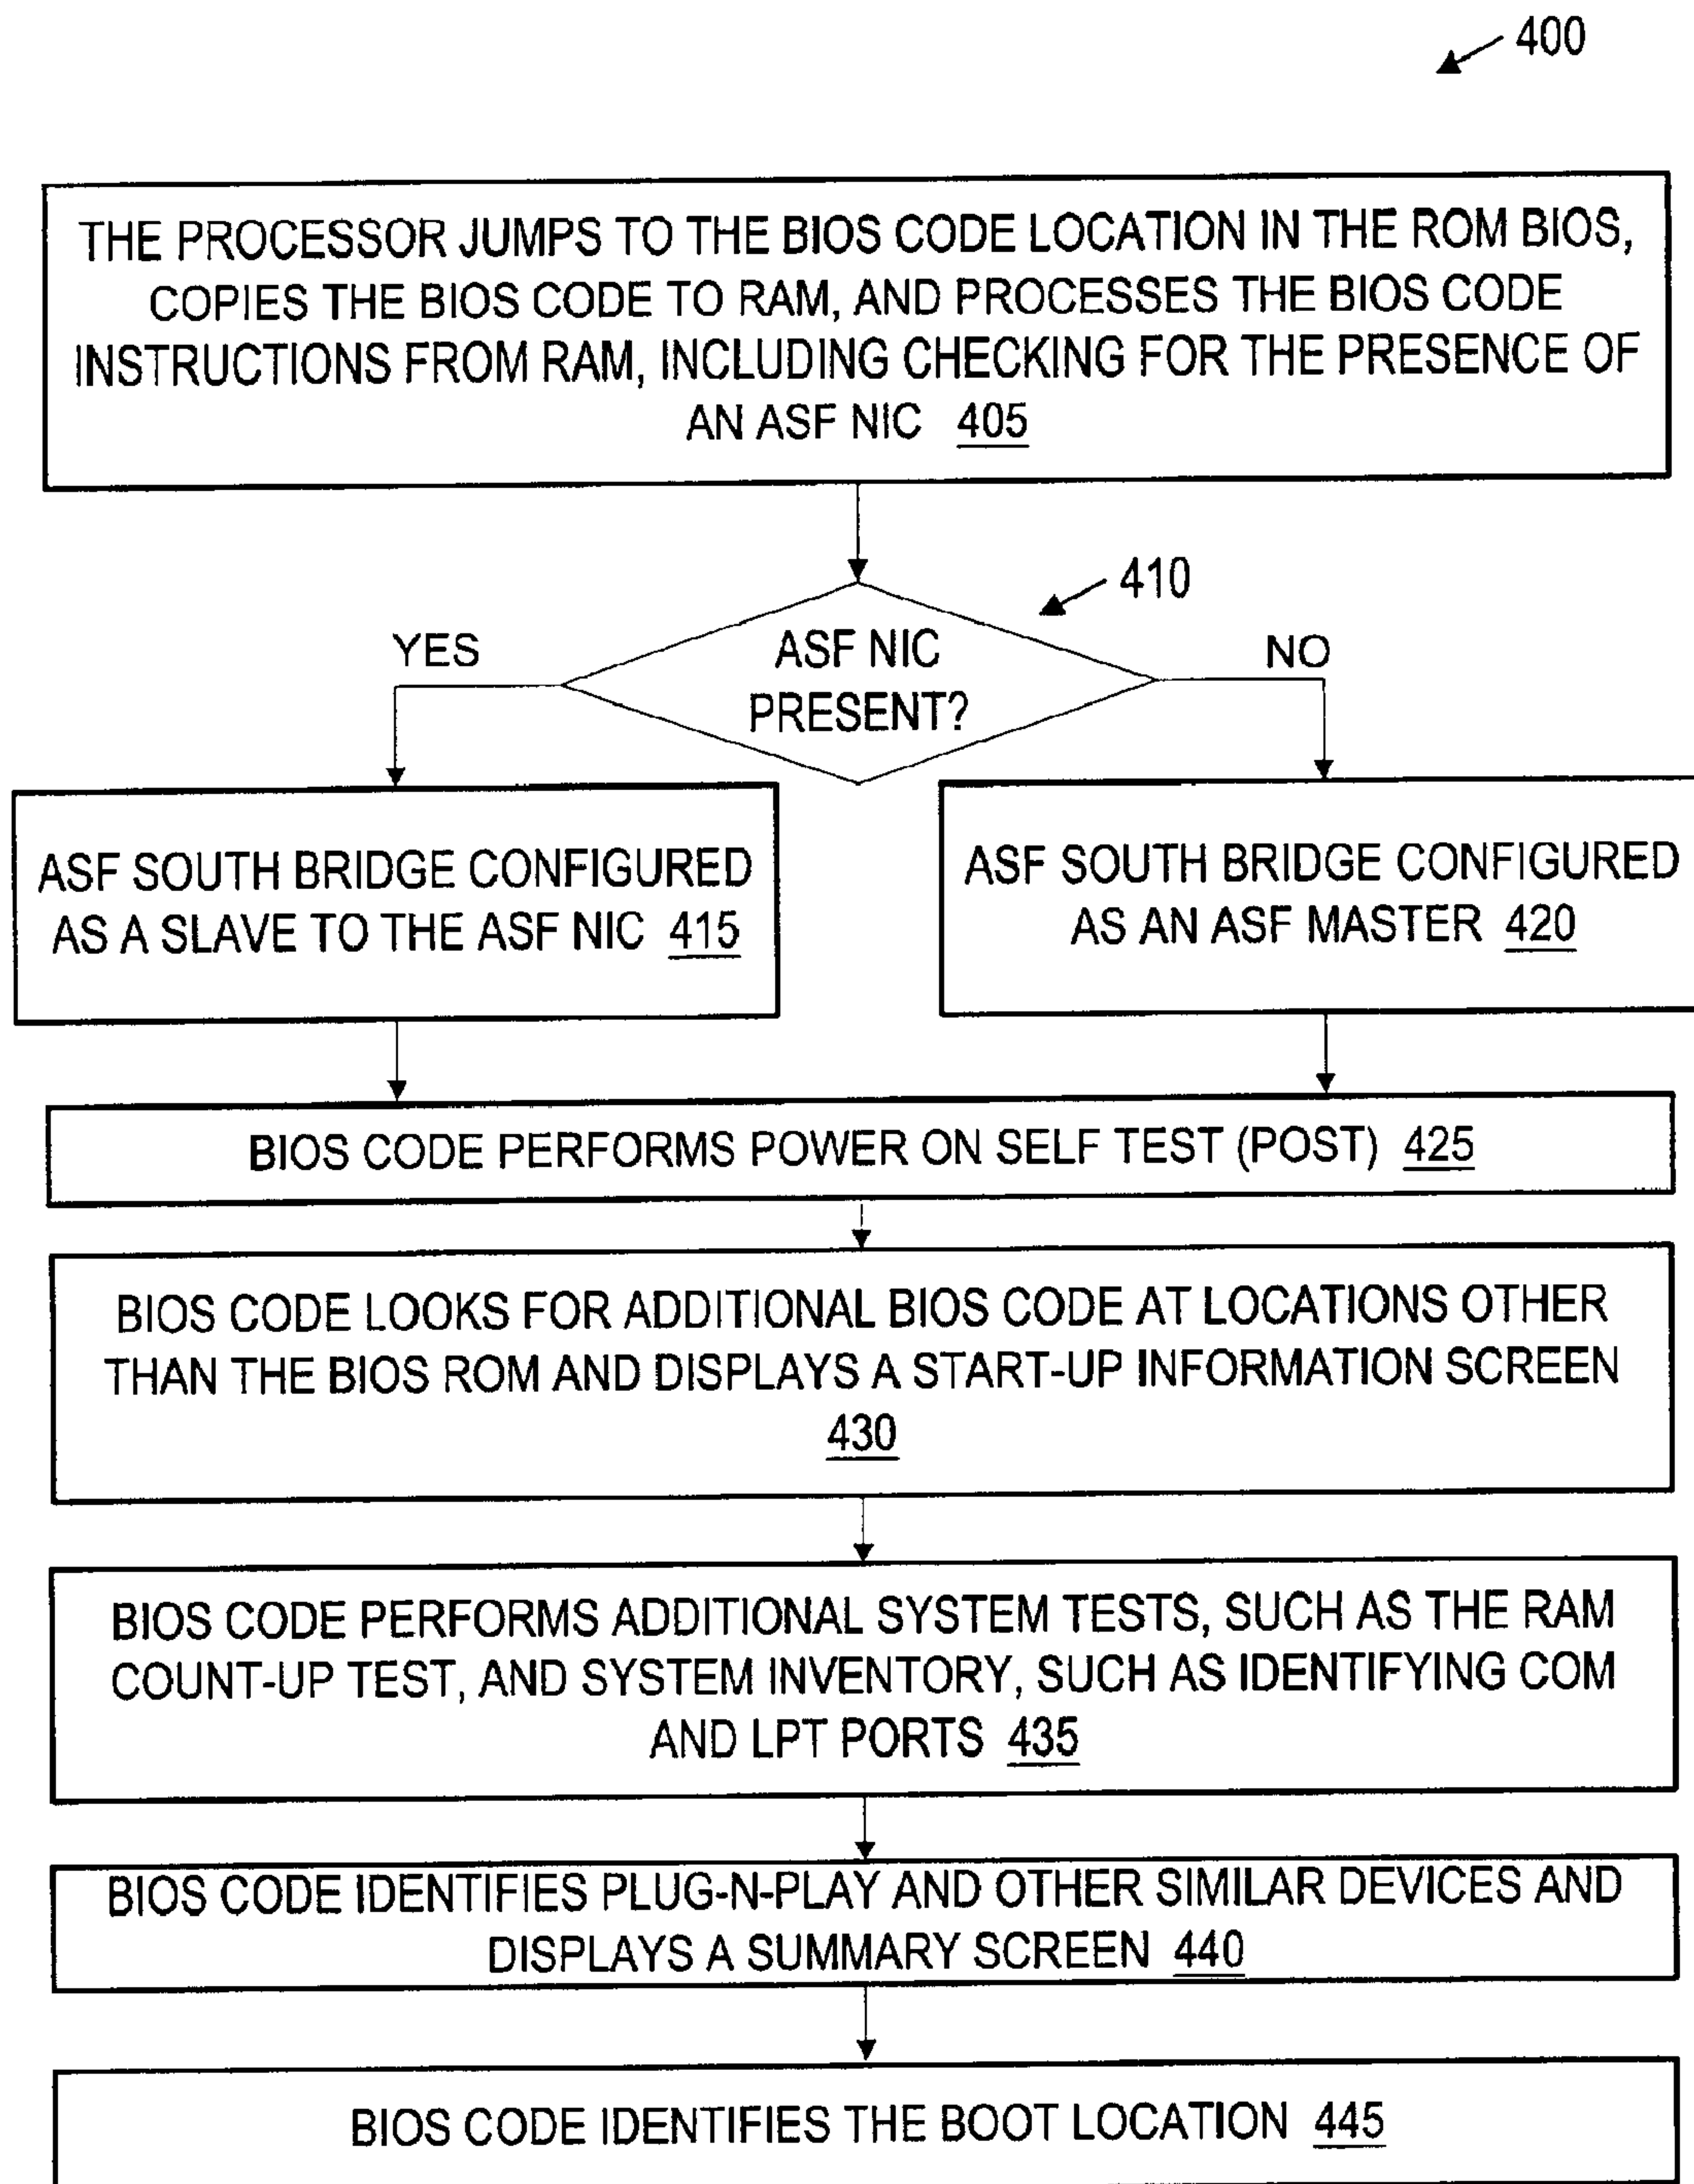 400
THE PROCESSOR JUMPS TO THE BIOS CODE LOCATION IN THE ROM BIOS,
COPIES THE BIOS CODE TO RAM, AND PROCESSES THE BIOS CODE
INSTRUCTIONS FROM RAM, INCLUDING CHECKING FOR THE PRESENCE OF
AN ASF NIC 405
410
YES
ASF NIC
PRESENT?
NO
ASF SOUTH BRIDGE CONFIGURED
AS A SLAVE TO THE ASF NIC 415
ASF SOUTH BRIDGE CONFIGURED
AS AN ASF MASTER 420
BIOS CODE PERFORMS POWER ON SELF TEST (POST) 425
BIOS CODE LOOKS FOR ADDITIONAL BIOS CODE AT LOCATIONS OTHER
THAN THE BIOS ROM AND DISPLAYS A START-UP INFORMATION SCREEN
430
BIOS CODE PERFORMS ADDITIONAL SYSTEM TESTS, SUCH AS THE RAM
COUNT-UP TEST, AND SYSTEM INVENTORY, SUCH AS IDENTIFYING COM
AND LPT PORTS 435
BIOS CODE IDENTIFIES PLUG-N-PLAY AND OTHER SIMILAR DEVICES AND
DISPLAYS A SUMMARY SCREEN 440
BIOS CODE IDENTIFIES THE BOOT LOCATION 445